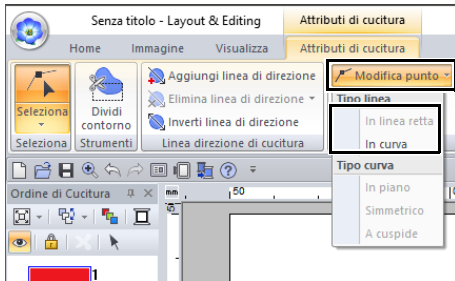 Senza titolo - Layout & Editing
Attributi di cucitura
Home Immagine Visualizza Attributi di cucitura
Seleziona
Dividi contorno
Aggiungi linea di direzione
Elimina linea di direzione
Inverti linea di direzione
Modifica punto
Seleziona Strumenti Linea direzione di cucitura
Tipo linea
In linea retta
In curva
Tipo curva
In piano
Simmetrico
A cuspide
Ordine di Cucitura
mm 50
1